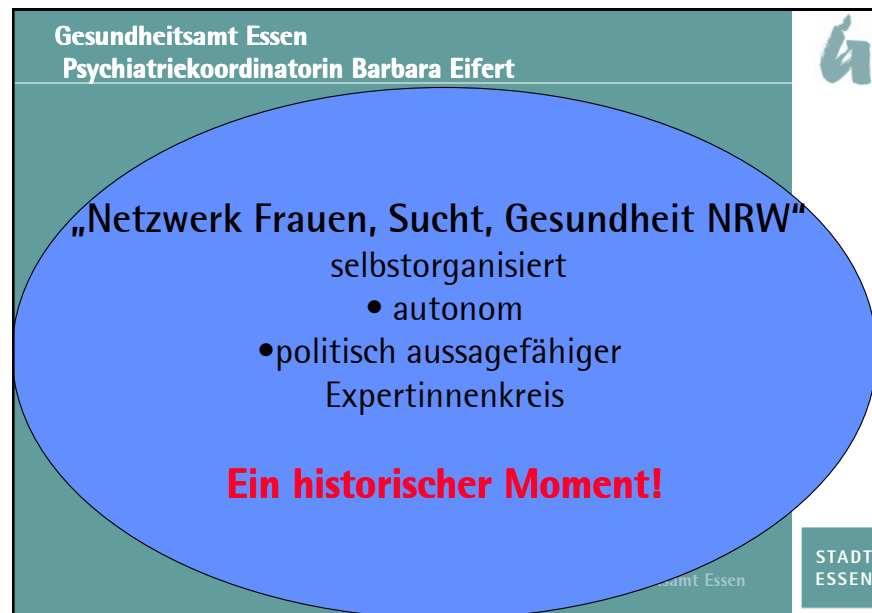 Gesundheitsamt Essen
Psychiatriekoordinatorin Barbara Eifert
„Netzwerk Frauen, Sucht, Gesundheit NRW“
selbstorganisiert
• autonom
•politisch aussagefähiger
Expertinnenkreis
Ein historischer Moment!
Essen
STADT
ESSEN